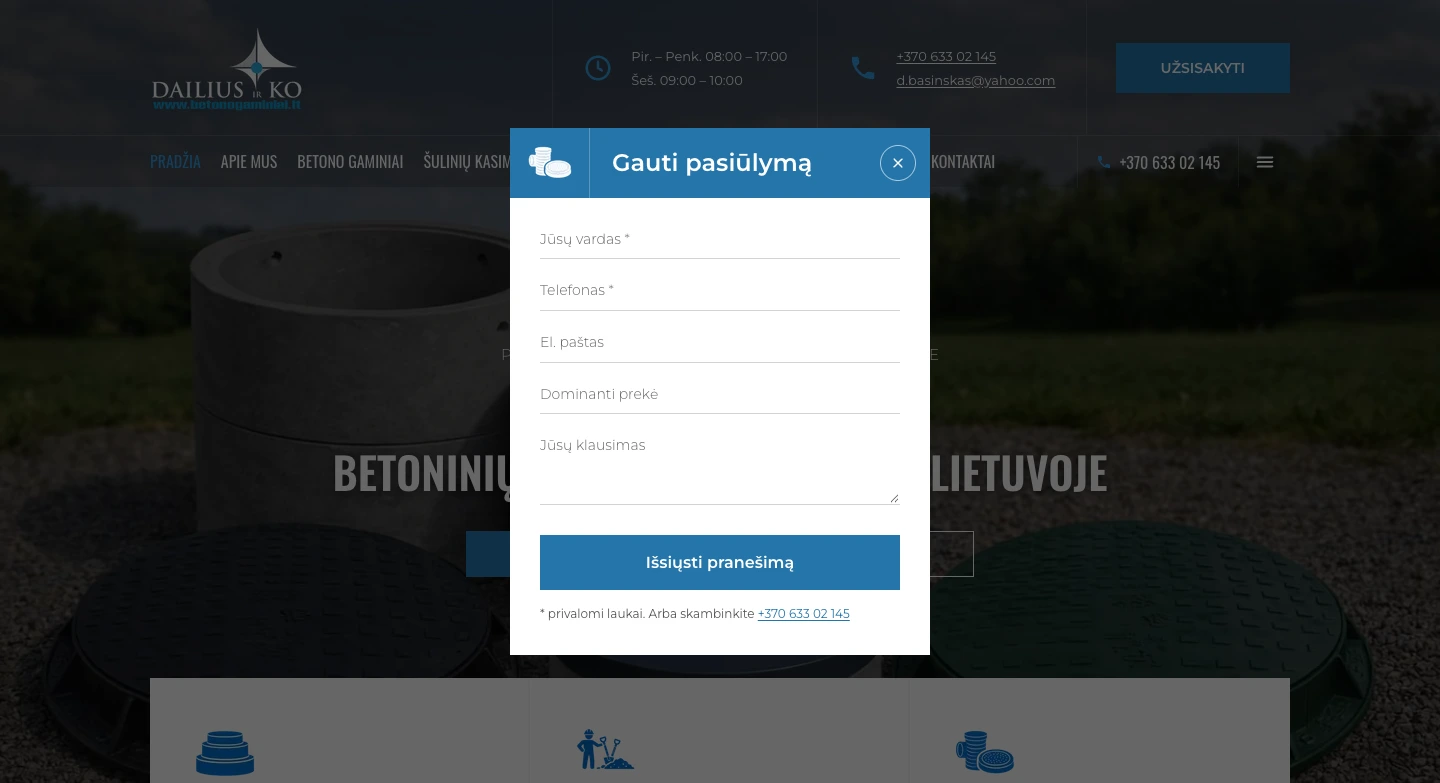 DAILIUS IR KO
www.betonogaminiai.lt
Pir. – Penk. 08:00 – 17:00
Šeš. 09:00 – 10:00
+370 633 02 145
d.basinskas@yahoo.com
UŽSISAKYTI
PRADŽIA APIE MUS BETONO GAMINIAI ŠULINIŲ KASIM KONTAKTAI +370 633 02 145
Gauti pasiūlymą
Jūsų vardas *
Telefonas *
El. paštas
Dominanti prekė
Jūsų klausimas
BETONINIŲ LIETUVOJE
Išsiųsti pranešimą
* privalomi laukai. Arba skambinkite +370 633 02 145